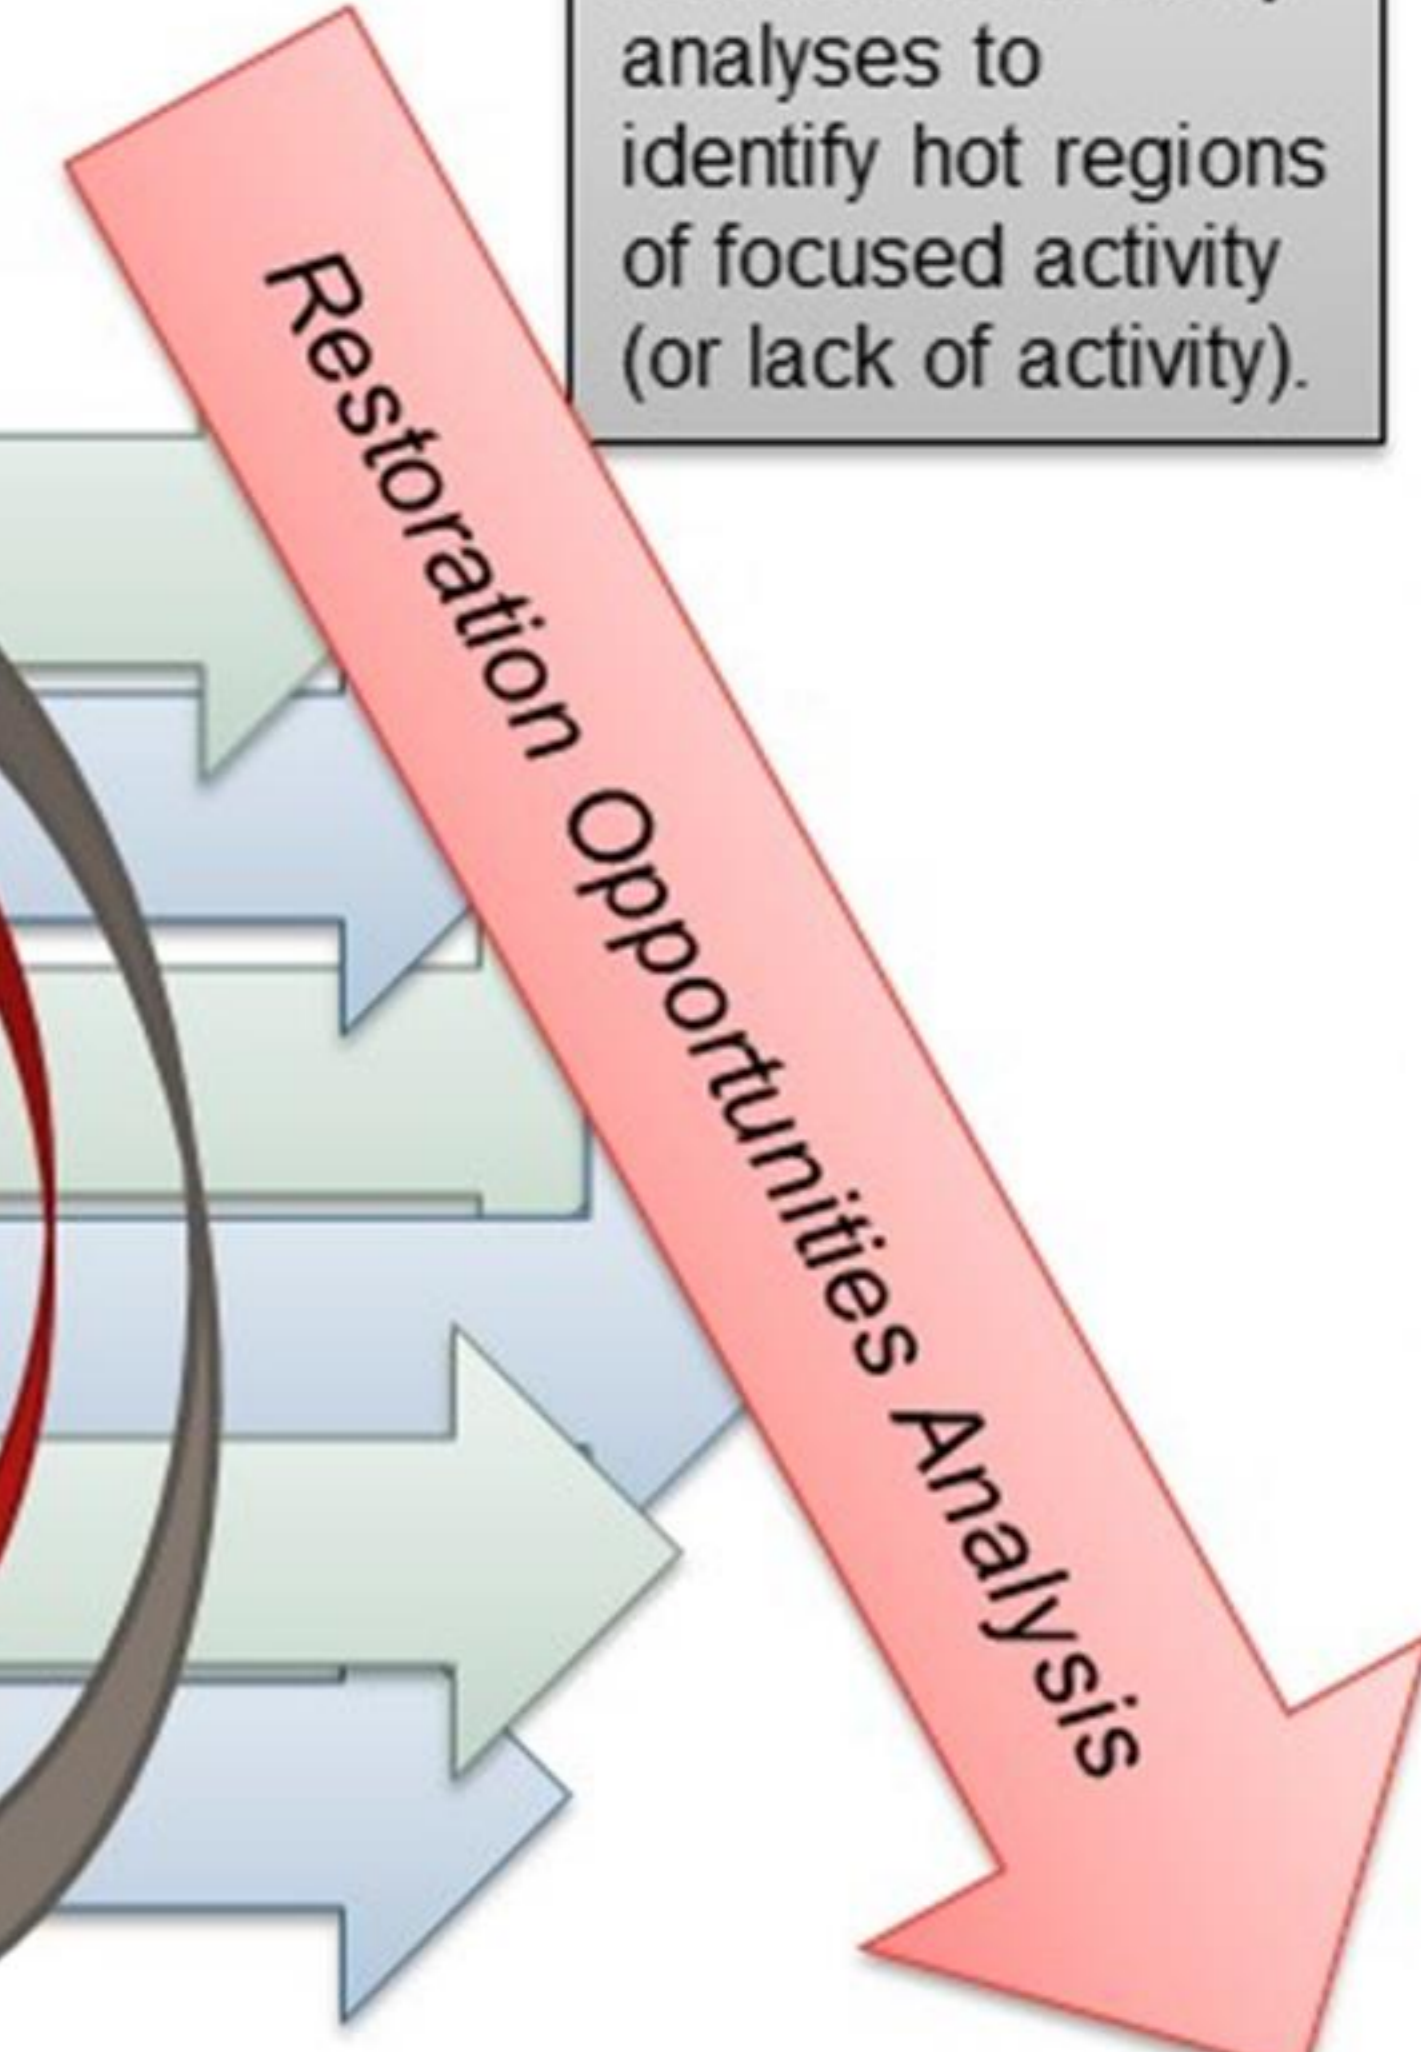 analyses to
identify hot regions
of focused activity
(or lack of activity).
Restoration Opportunities Analysis